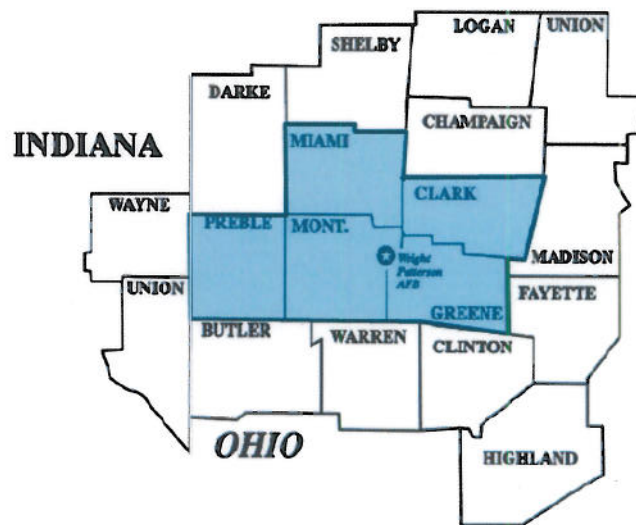 LOGAN
UNION
SHELBY
DARKE
CHAMPAIGN
INDIANA
MIAMI
CLARK
WAYNE
PREBLE
MONT.
MADISON
Wright
Patterson
AFB
UNION
FAYETTE
GREENE
BUTLER
WARREN
CLINTON
OHIO
HIGHLAND